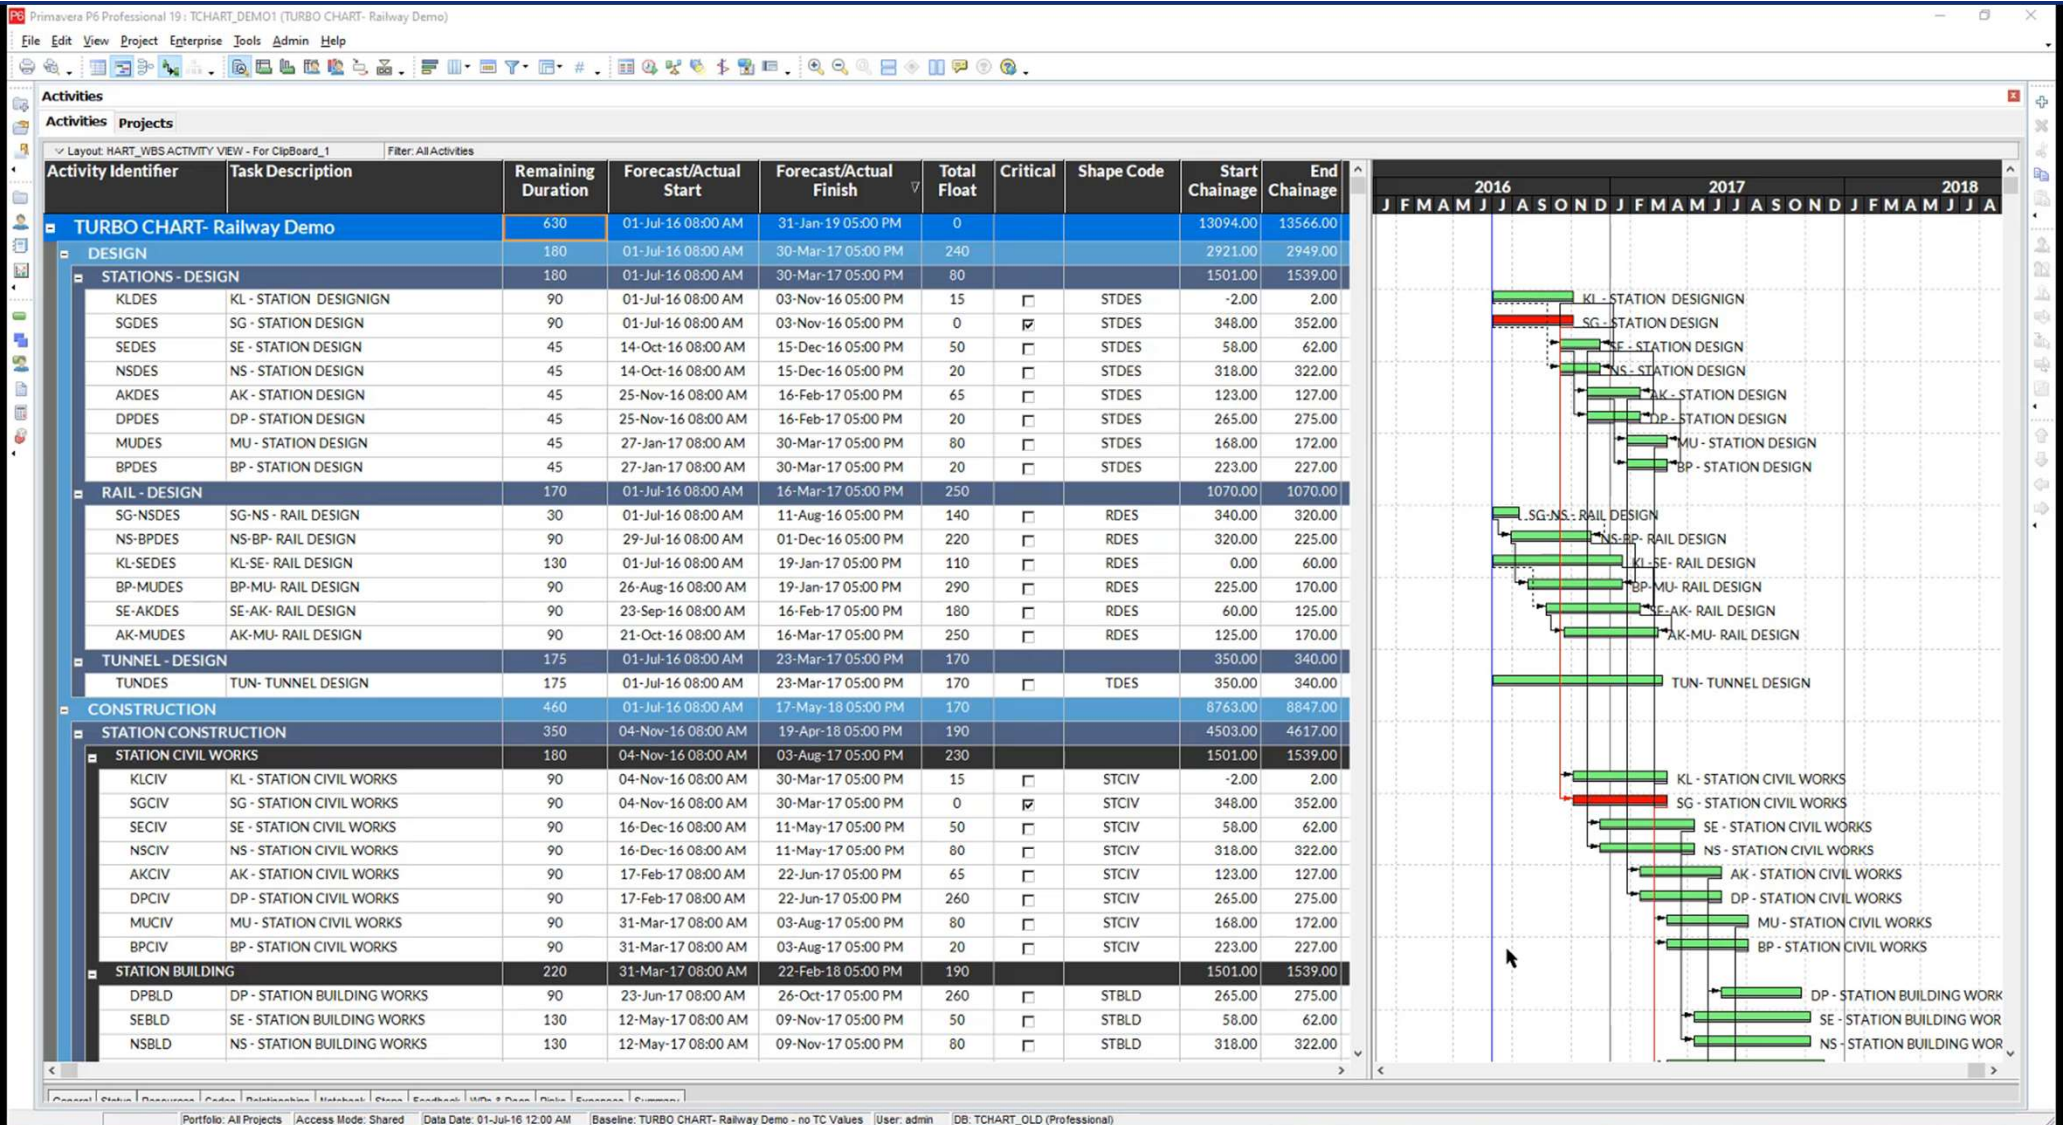 Primavera P6 Professional 19 : TCHART_DEMO1 (TURBO CHART- Railway Demo)
File Edit View Project Enterprise Tools Admin Help
Activities
Activities Projects
Layout: HART_WBS ACTIVITY VIEW - For ClipBoard_1 Filter: All Activities
Activity Identifier Task Description Remaining Duration Forecast/Actual Start Forecast/Actual Finish Total Float Critical Shape Code Start Chainage End Chainage
2016 2017 2018
J F M A M J J A S O N D J F M A M J J A S O N D J F M A M J J A
TURBO CHART- Railway Demo 630 01-Jul-16 08:00 AM 31-Jan-19 05:00 PM 0 13094.00 13566.00
DESIGN 180 01-Jul-16 08:00 AM 30-Mar-17 05:00 PM 240 2921.00 2949.00
STATIONS - DESIGN 180 01-Jul-16 08:00 AM 30-Mar-17 05:00 PM 80 1501.00 1539.00
KLDES KL - STATION DESIGNIGN 90 01-Jul-16 08:00 AM 03-Nov-16 05:00 PM 15 STDES -2.00 2.00 KL - STATION DESIGNIGN
SGDES SG - STATION DESIGN 90 01-Jul-16 08:00 AM 03-Nov-16 05:00 PM 0 STDES 348.00 352.00 SG - STATION DESIGN
SEDES SE - STATION DESIGN 45 14-Oct-16 08:00 AM 15-Dec-16 05:00 PM 50 STDES 58.00 62.00 SE - STATION DESIGN
NSDES NS - STATION DESIGN 45 14-Oct-16 08:00 AM 15-Dec-16 05:00 PM 20 STDES 318.00 322.00 NS - STATION DESIGN
AKDES AK - STATION DESIGN 45 25-Nov-16 08:00 AM 16-Feb-17 05:00 PM 65 STDES 123.00 127.00 AK - STATION DESIGN
DPDES DP - STATION DESIGN 45 25-Nov-16 08:00 AM 16-Feb-17 05:00 PM 20 STDES 265.00 275.00 DP - STATION DESIGN
MUDES MU - STATION DESIGN 45 27-Jan-17 08:00 AM 30-Mar-17 05:00 PM 80 STDES 168.00 172.00 MU - STATION DESIGN
BPDES BP - STATION DESIGN 45 27-Jan-17 08:00 AM 30-Mar-17 05:00 PM 20 STDES 223.00 227.00 BP - STATION DESIGN
RAIL - DESIGN 170 01-Jul-16 08:00 AM 16-Mar-17 05:00 PM 250 1070.00 1070.00
SG-NSDES SG-NS - RAIL DESIGN 30 01-Jul-16 08:00 AM 11-Aug-16 05:00 PM 140 RDES 340.00 320.00 SG-NS - RAIL DESIGN
NS-BPDES NS-BP- RAIL DESIGN 90 29-Jul-16 08:00 AM 01-Dec-16 05:00 PM 220 RDES 320.00 225.00 NS-BP- RAIL DESIGN
KL-SEDES KL-SE- RAIL DESIGN 130 01-Jul-16 08:00 AM 19-Jan-17 05:00 PM 110 RDES 0.00 60.00 KL-SE- RAIL DESIGN
BP-MUDES BP-MU- RAIL DESIGN 90 26-Aug-16 08:00 AM 19-Jan-17 05:00 PM 290 RDES 225.00 170.00 BP-MU- RAIL DESIGN
SE-AKDES SE-AK- RAIL DESIGN 90 23-Sep-16 08:00 AM 16-Feb-17 05:00 PM 180 RDES 60.00 125.00 SE-AK- RAIL DESIGN
AK-MUDES AK-MU- RAIL DESIGN 90 21-Oct-16 08:00 AM 16-Mar-17 05:00 PM 250 RDES 125.00 170.00 AK-MU- RAIL DESIGN
TUNNEL - DESIGN 175 01-Jul-16 08:00 AM 23-Mar-17 05:00 PM 170 350.00 340.00
TUNDES TUN- TUNNEL DESIGN 175 01-Jul-16 08:00 AM 23-Mar-17 05:00 PM 170 TDES 350.00 340.00 TUN- TUNNEL DESIGN
CONSTRUCTION 460 01-Jul-16 08:00 AM 17-May-18 05:00 PM 170 8763.00 8847.00
STATION CONSTRUCTION 350 04-Nov-16 08:00 AM 19-Apr-18 05:00 PM 190 4503.00 4617.00
STATION CIVIL WORKS 180 04-Nov-16 08:00 AM 03-Aug-17 05:00 PM 230 1501.00 1539.00
KLCIV KL - STATION CIVIL WORKS 90 04-Nov-16 08:00 AM 30-Mar-17 05:00 PM 15 STCIV -2.00 2.00 KL - STATION CIVIL WORKS
SGCIV SG - STATION CIVIL WORKS 90 04-Nov-16 08:00 AM 30-Mar-17 05:00 PM 0 STCIV 348.00 352.00 SG - STATION CIVIL WORKS
SECIV SE - STATION CIVIL WORKS 90 16-Dec-16 08:00 AM 11-May-17 05:00 PM 50 STCIV 58.00 62.00 SE - STATION CIVIL WORKS
NSCIV NS - STATION CIVIL WORKS 90 16-Dec-16 08:00 AM 11-May-17 05:00 PM 80 STCIV 318.00 322.00 NS - STATION CIVIL WORKS
AKCIV AK - STATION CIVIL WORKS 90 17-Feb-17 08:00 AM 22-Jun-17 05:00 PM 65 STCIV 123.00 127.00 AK - STATION CIVIL WORKS
DPCIV DP - STATION CIVIL WORKS 90 17-Feb-17 08:00 AM 22-Jun-17 05:00 PM 260 STCIV 265.00 275.00 DP - STATION CIVIL WORKS
MUCIV MU - STATION CIVIL WORKS 90 31-Mar-17 08:00 AM 03-Aug-17 05:00 PM 80 STCIV 168.00 172.00 MU - STATION CIVIL WORKS
BPCIV BP - STATION CIVIL WORKS 90 31-Mar-17 08:00 AM 03-Aug-17 05:00 PM 20 STCIV 223.00 227.00 BP - STATION CIVIL WORKS
STATION BUILDING 220 31-Mar-17 08:00 AM 22-Feb-18 05:00 PM 190 1501.00 1539.00
DPBLD DP - STATION BUILDING WORKS 90 23-Jun-17 08:00 AM 26-Oct-17 05:00 PM 260 STBLD 265.00 275.00 DP - STATION BUILDING WORK
SEBLD SE - STATION BUILDING WORKS 130 12-May-17 08:00 AM 09-Nov-17 05:00 PM 50 STBLD 58.00 62.00 SE - STATION BUILDING WOR
NSBLD NS - STATION BUILDING WORKS 130 12-May-17 08:00 AM 09-Nov-17 05:00 PM 80 STBLD 318.00 322.00 NS - STATION BUILDING WOR
General Status Resources Codes Relationships Notebook Steps Feedback WPs & Docs Risks Expenses Summary
Portfolio: All Projects Access Mode: Shared Data Date: 01-Jul-16 12:00 AM Baseline: TURBO CHART- Railway Demo - no TC Values User: admin DB: TCHART_OLD (Professional)